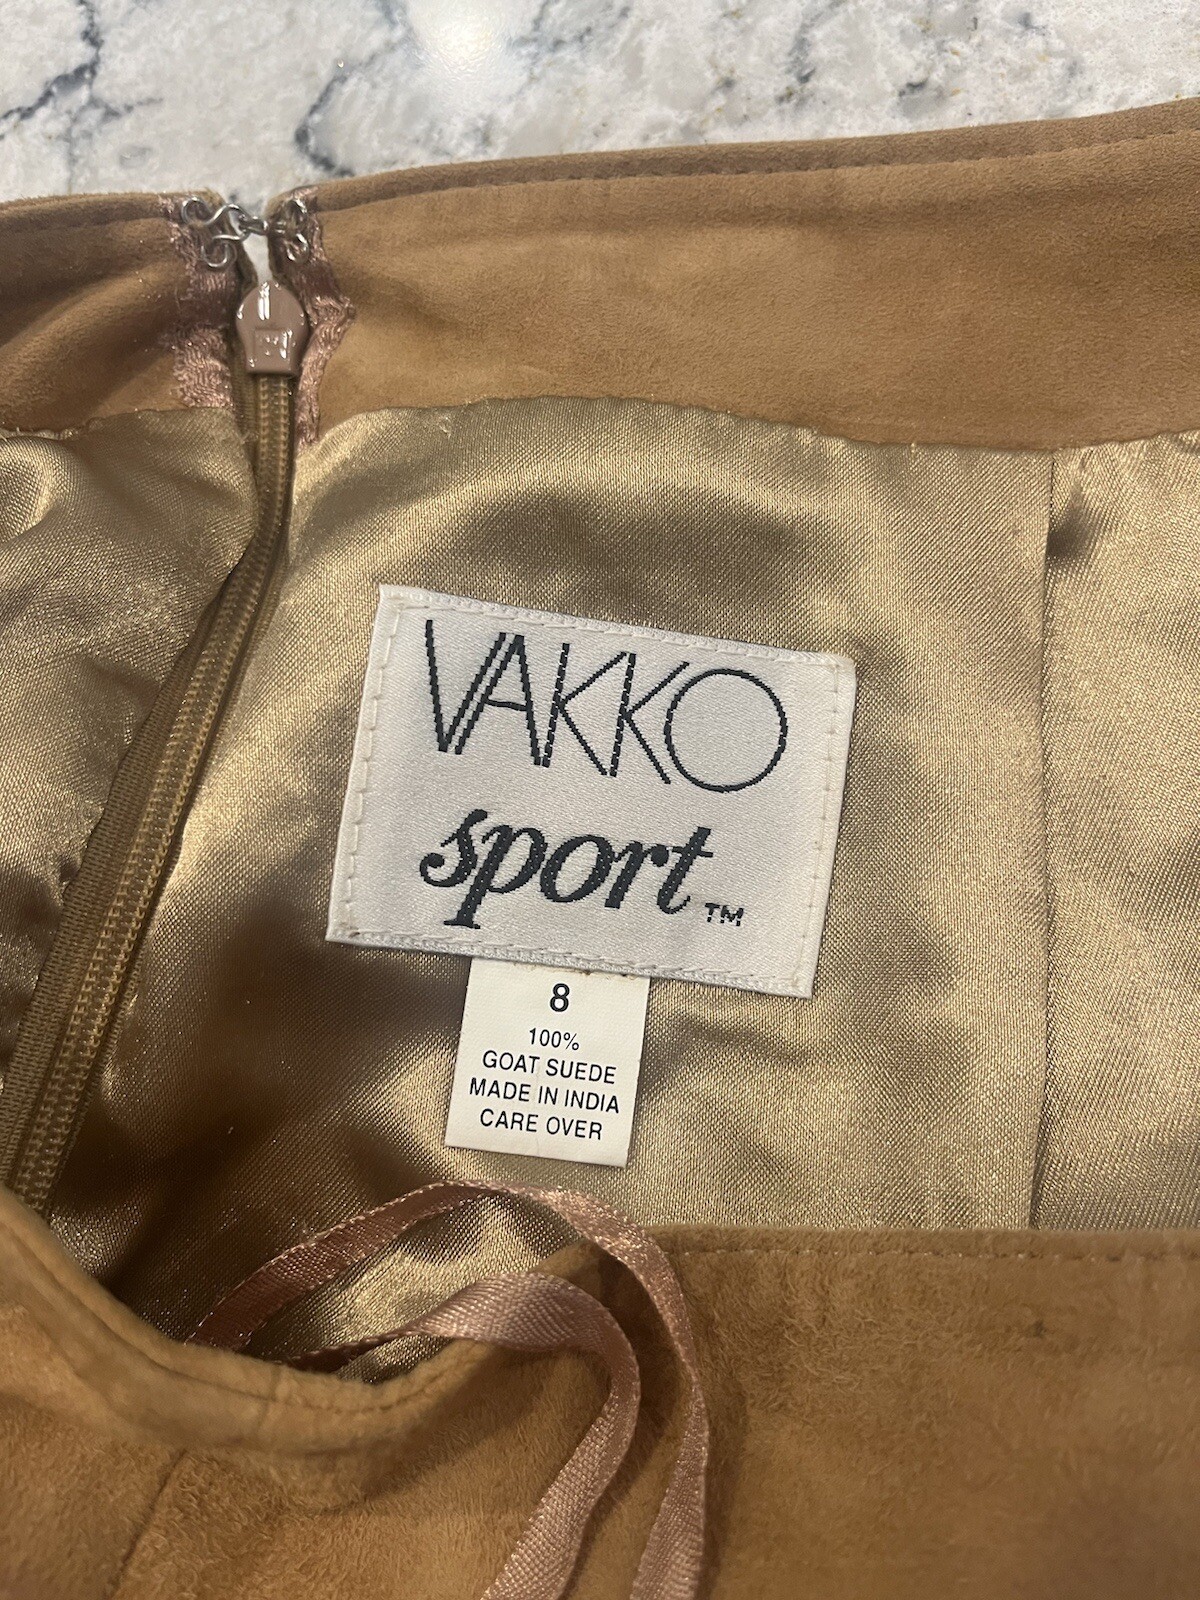 VAKKO
sport TM
8
100%
GOAT SUEDE
MADE IN INDIA
CARE OVER